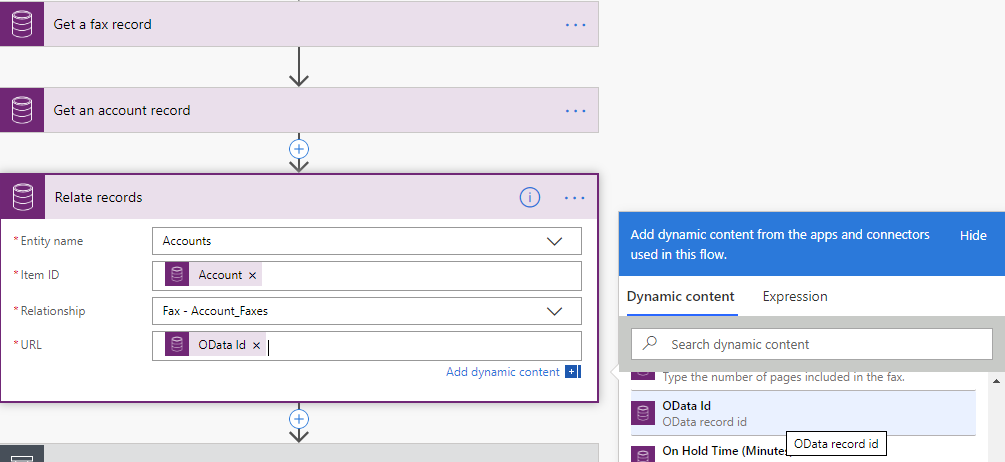 Get a fax record
...
Get an account record
...
Relate records
...
* Entity name
Accounts
* Item ID
Account ×
* Relationship
Fax - Account_Faxes
* URL
OData Id ×
Add dynamic content
Add dynamic content from the apps and connectors
used in this flow.
Hide
Dynamic content
Expression
Search dynamic content
Type the number of pages included in the fax.
OData Id
OData record id
OData record id
On Hold Time (Minutes